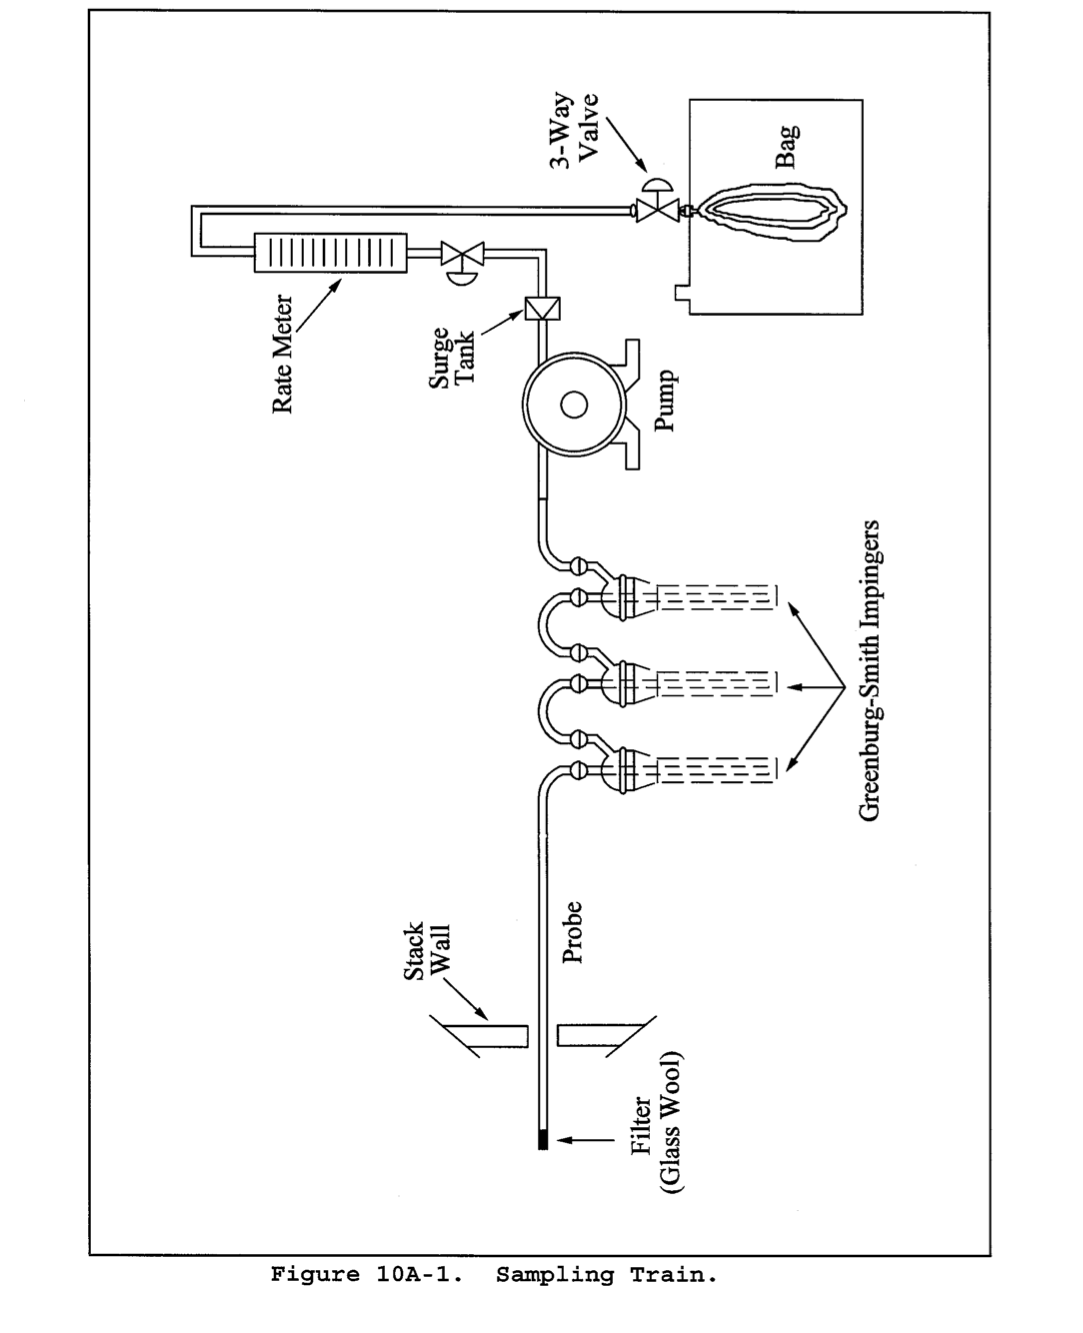 3-Way
Valve
Bag
Rate Meter
Surge
Tank
Pump
Greenburg-Smith Impingers
Stack
Wall
Probe
Filter
(Glass Wool)
Figure 10A-1. Sampling Train.